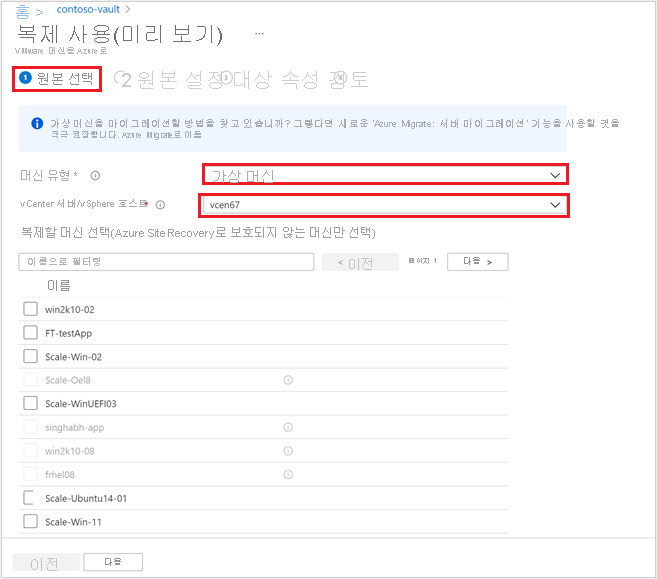 홈 > contoso-vault >
복제 사용(미리 보기) ...
VMware 머신을 Azure로
1 원본 선택 2 원본 설정 3 대상 속성 4 검토
가상 머신을 마이그레이션할 방법을 찾고 있습니까? 그렇다면 새로운 'Azure Migrate: 서버 마이그레이션' 기능을 사용할 것을
적극 권장합니다. Azure Migrate로 이동
머신 유형 * 가상 머신
vCenter 서버/vSphere 호스트* vcen67
복제할 머신 선택(Azure Site Recovery로 보호되지 않는 머신만 선택)
이름으로 필터링 < 이전 페이지 1 다음 >
이름
win2k10-02
FT-testApp
Scale-Win-02
Scale-Oel8
Scale-WinUEFI03
singhabh-app
win2k10-08
frhel08
Scale-Ubuntu14-01
Scale-Win-11
이전 다음